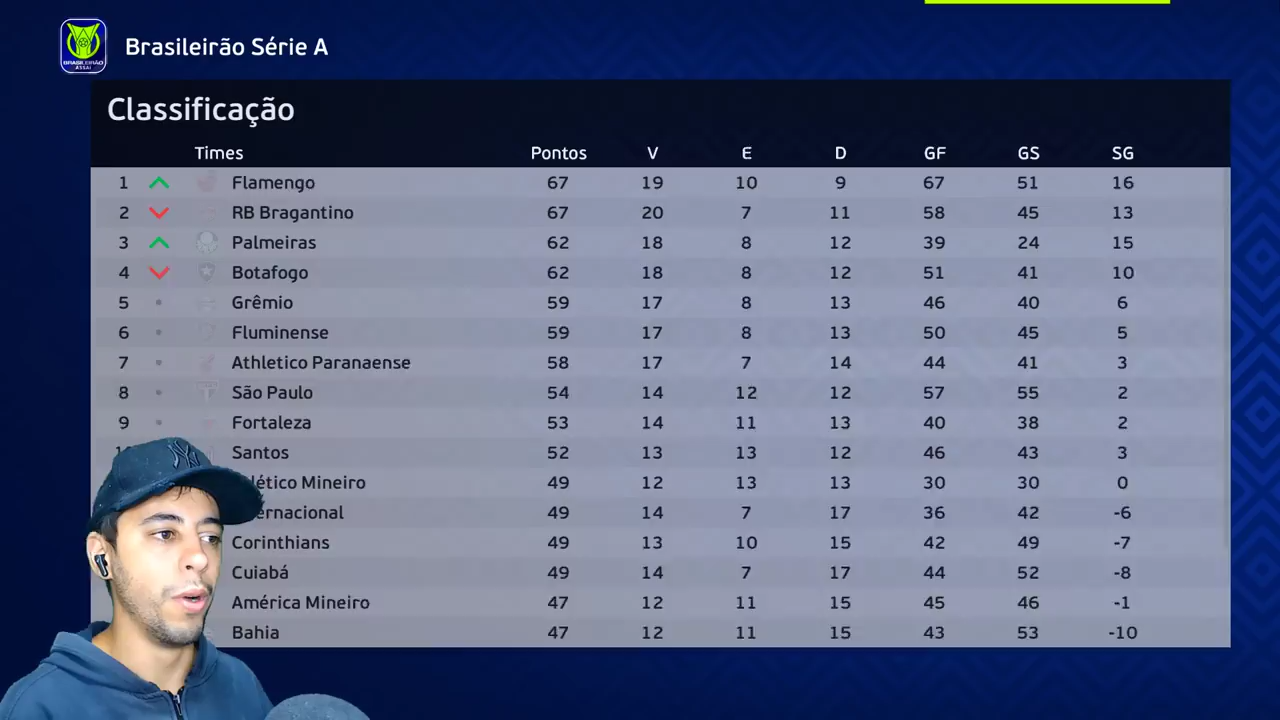 Brasileirão Série A
BRASILEIRÃO
ASSAÍ
Classificação
Times Pontos V E D GF GS SG
1 Flamengo 67 19 10 9 67 51 16
2 RB Bragantino 67 20 7 11 58 45 13
3 Palmeiras 62 18 8 12 39 24 15
4 Botafogo 62 18 8 12 51 41 10
5 Grêmio 59 17 8 13 46 40 6
6 Fluminense 59 17 8 13 50 45 5
7 Athletico Paranaense 58 17 7 14 44 41 3
8 São Paulo 54 14 12 12 57 55 2
9 Fortaleza 53 14 11 13 40 38 2
Santos 52 13 13 12 46 43 3
Mineiro 49 12 13 13 30 30 0
49 14 7 17 36 42 -6
Corinthians 49 13 10 15 42 49 -7
Cuiabá 49 14 7 17 44 52 -8
América Mineiro 47 12 11 15 45 46 -1
Bahia 47 12 11 15 43 53 -10